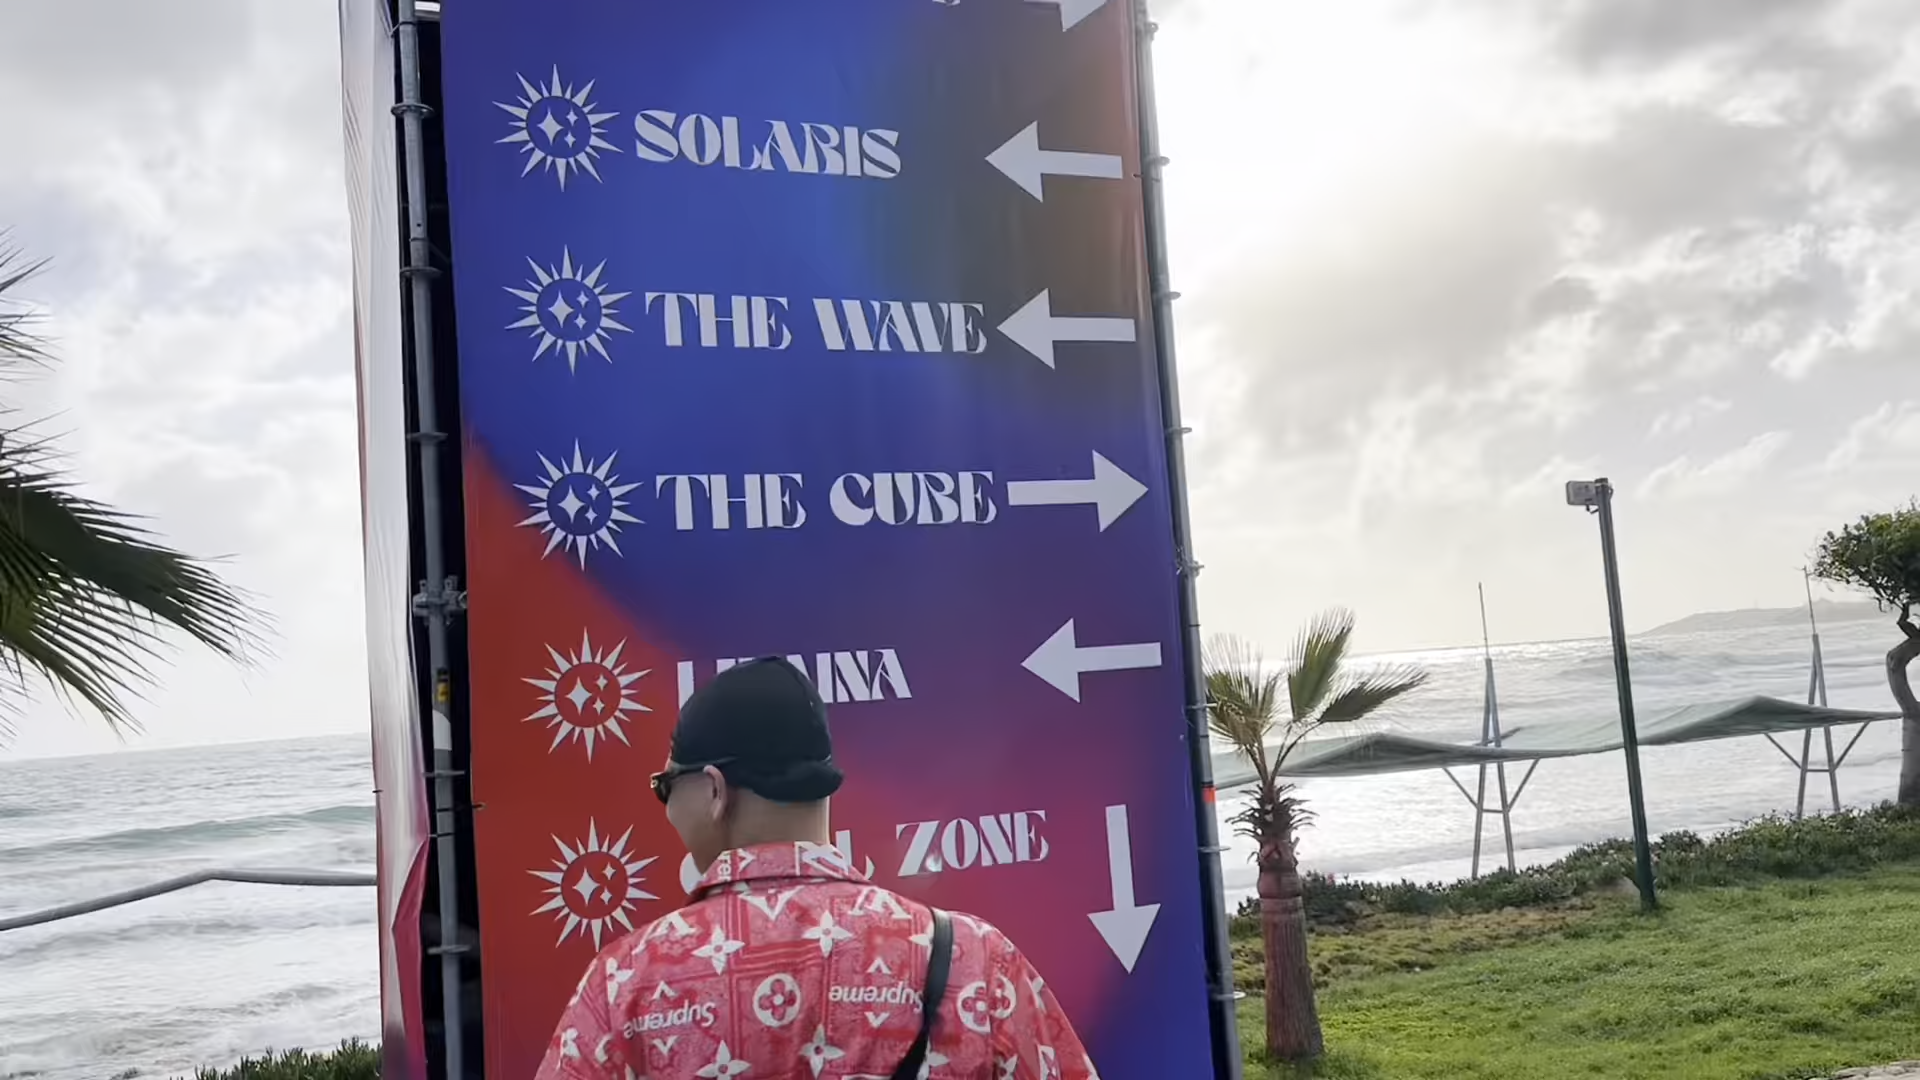 SOLARIS
THE WAVE
THE CUBE
ZONE
Supreme
Supreme